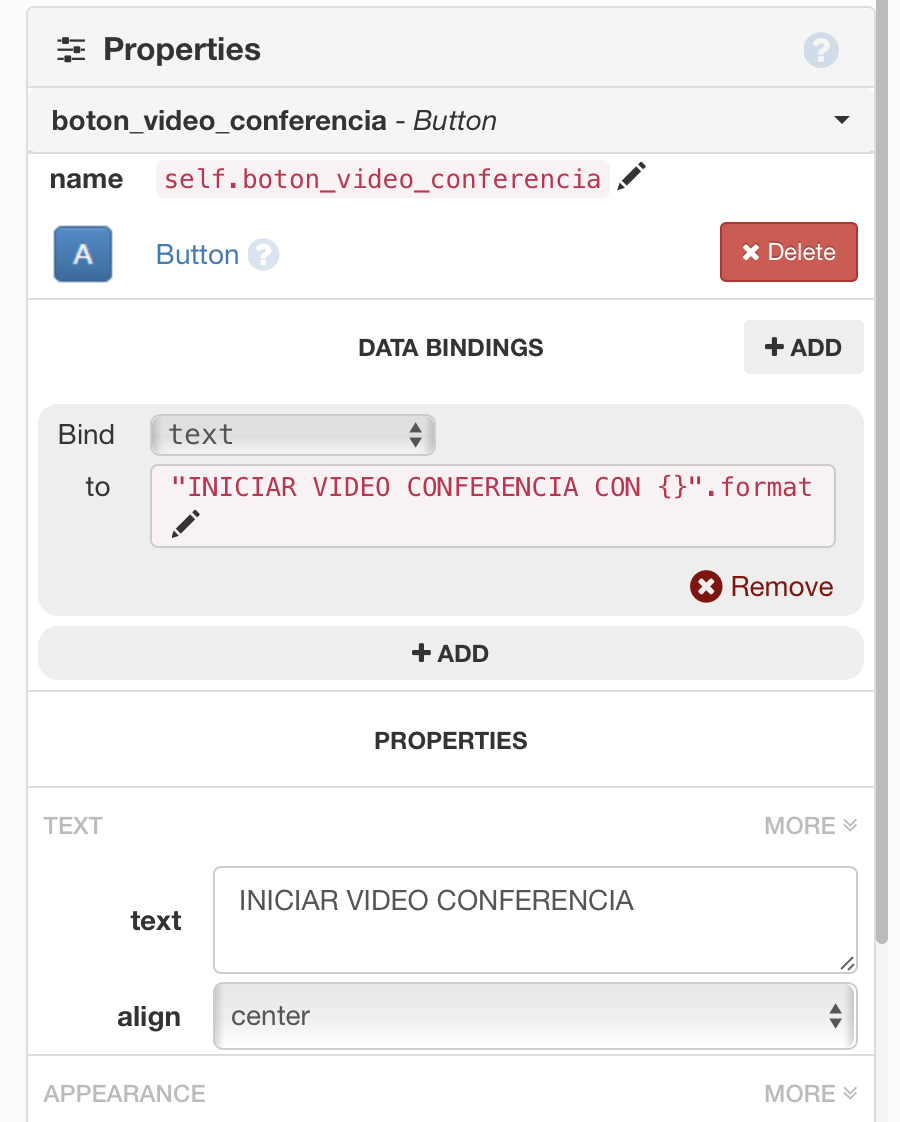 Properties
?
boton_video_conferencia - Button
name self.boton_video_conferencia
A Button ? Delete
DATA BINDINGS
+ ADD
Bind text
to "INICIAR VIDEO CONFERENCIA CON {}".format
Remove
+ ADD
PROPERTIES
TEXT MORE
text INICIAR VIDEO CONFERENCIA
align center
APPEARANCE MORE